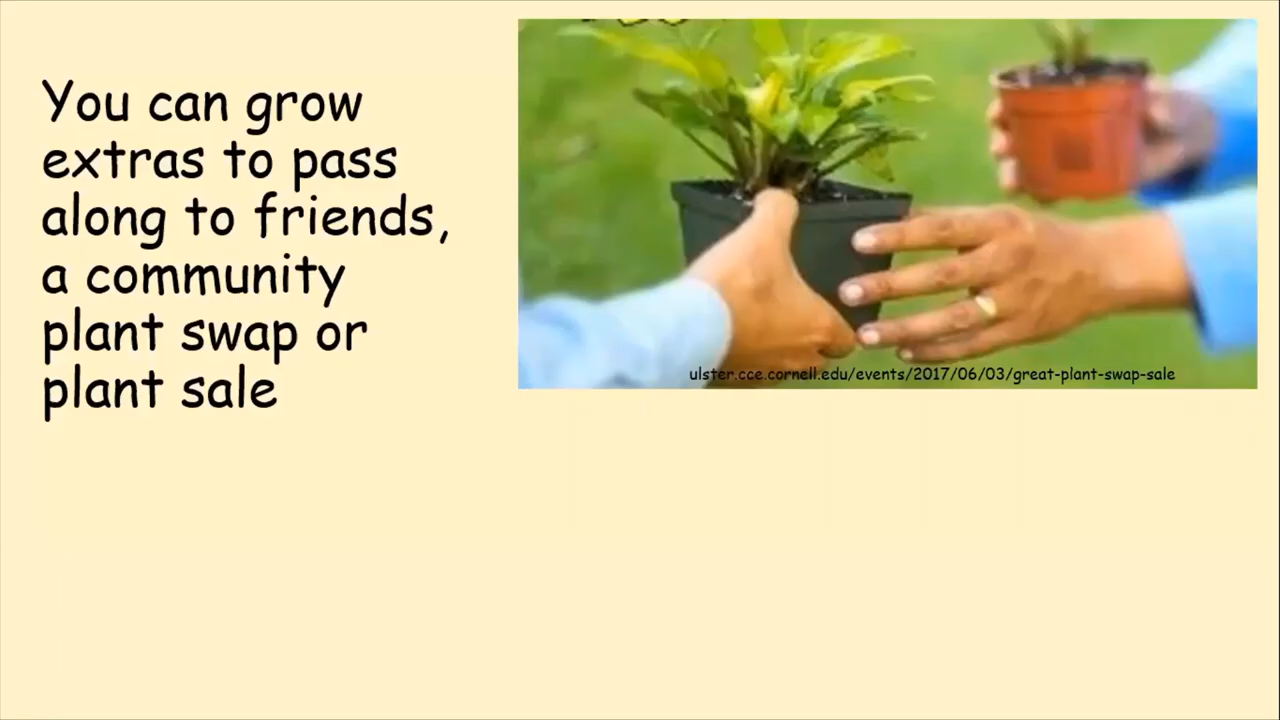 You can grow
extras to pass
along to friends,
a community
plant swap or
plant sale
ulster.cce.cornell.edu/events/2017/06/03/great-plant-swap-sale